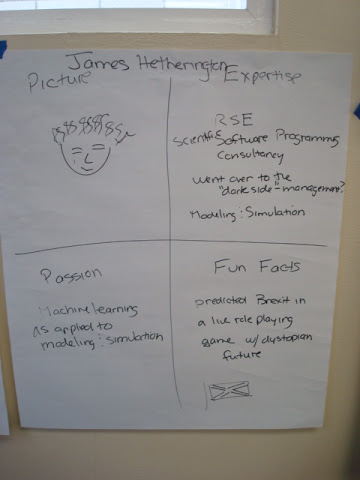 James Hetherington
Picture
Expertise
RSE
Scientific Software Programming
Consultancy
went over to the
"dark side"-management?
Modeling : Simulation
Passion
Machine learning
as applied to
modeling : simulation
Fun Facts
predicted Brexit in
a live role playing
game w/dystopian
future